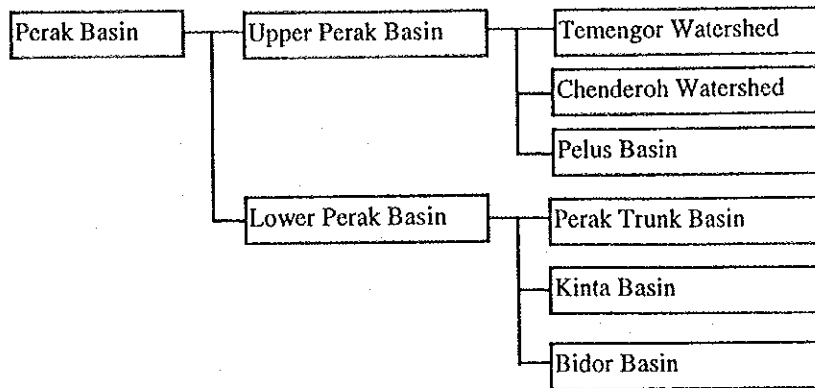 Perak Basin
Upper Perak Basin
Temengor Watershed
Chenderoh Watershed
Pelus Basin
Lower Perak Basin
Perak Trunk Basin
Kinta Basin
Bidor Basin